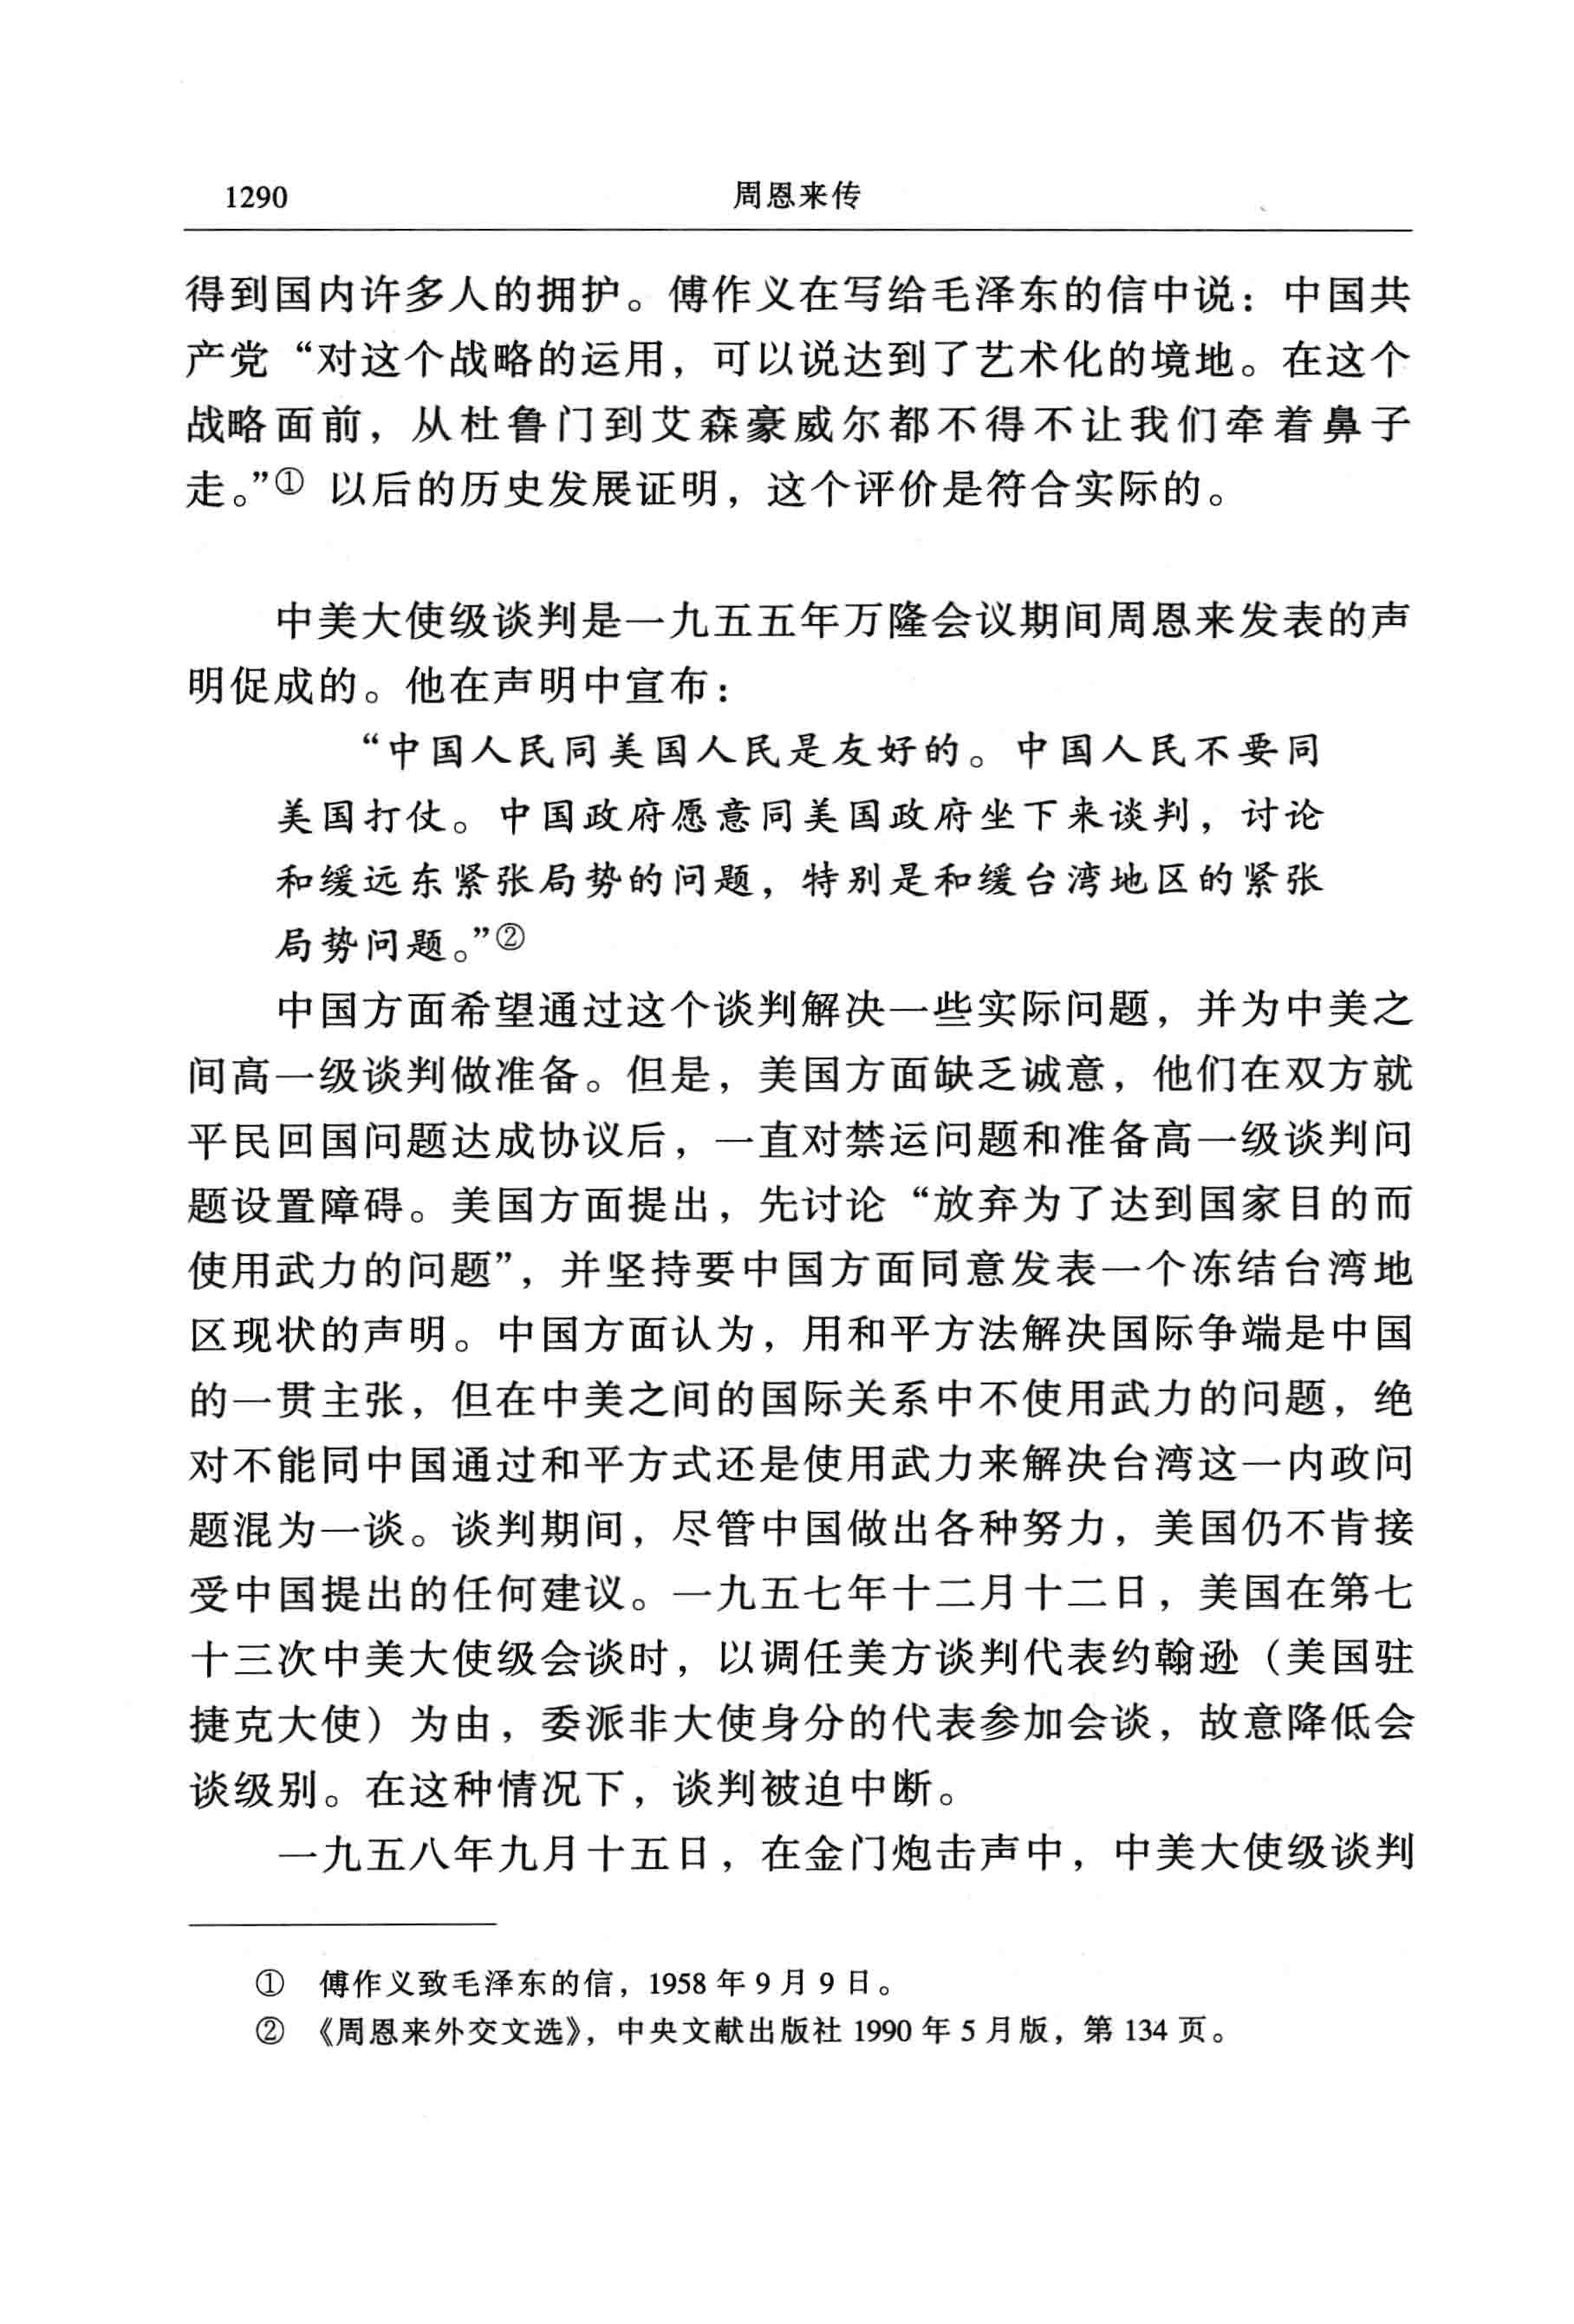 1290 周恩来传
得到国内许多人的拥护。傅作义在写给毛泽东的信中说：中国共
产党“对这个战略的运用，可以说达到了艺术化的境地。在这个
战略面前，从杜鲁门到艾森豪威尔都不得不让我们牵着鼻子
走。”① 以后的历史发展证明，这个评价是符合实际的。
中美大使级谈判是一九五五年万隆会议期间周恩来发表的声
明促成的。他在声明中宣布：
“中国人民同美国人民是友好的。中国人民不要同
美国打仗。中国政府愿意同美国政府坐下来谈判，讨论
和缓远东紧张局势的问题，特别是和缓台湾地区的紧张
局势问题。”②
中国方面希望通过这个谈判解决一些实际问题，并为中美之
间高一级谈判做准备。但是，美国方面缺乏诚意，他们在双方就
平民回国问题达成协议后，一直对禁运问题和准备高一级谈判问
题设置障碍。美国方面提出，先讨论“放弃为了达到国家目的而
使用武力的问题”，并坚持要中国方面同意发表一个冻结台湾地
区现状的声明。中国方面认为，用和平方法解决国际争端是中国
的一贯主张，但在中美之间的国际关系中不使用武力的问题，绝
对不能同中国通过和平方式还是使用武力来解决台湾这一内政问
题混为一谈。谈判期间，尽管中国做出各种努力，美国仍不肯接
受中国提出的任何建议。一九五七年十二月十二日，美国在第七
十三次中美大使级会谈时，以调任美方谈判代表约翰逊（美国驻
捷克大使）为由，委派非大使身分的代表参加会谈，故意降低会
谈级别。在这种情况下，谈判被迫中断。
一九五八年九月十五日，在金门炮击声中，中美大使级谈判
① 傅作义致毛泽东的信，1958 年 9 月 9 日。
② 《周恩来外交文选》，中央文献出版社 1990 年 5 月版，第 134 页。